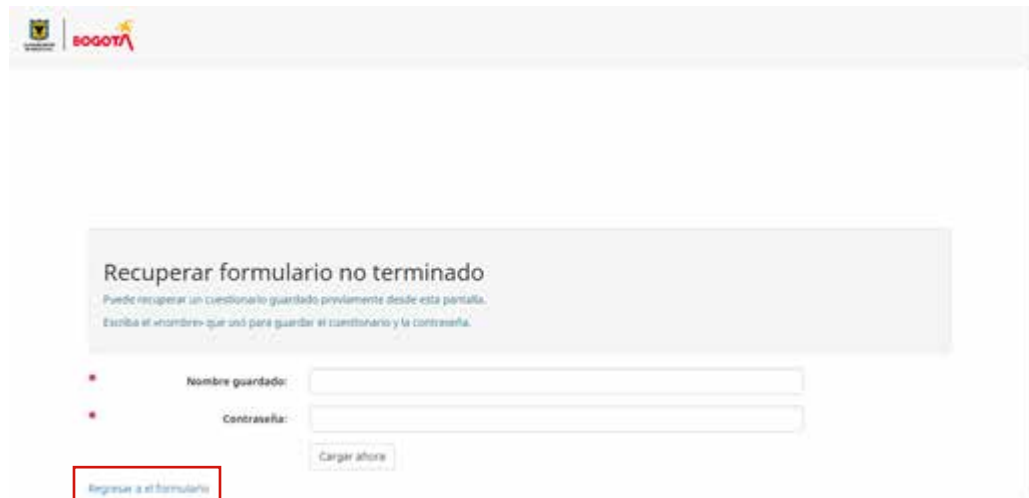 BOGOTÁ
Recuperar formulario no terminado
Puede recuperar un cuestionario guardado previamente desde esta pantalla.
Escriba el «nombre» que usó para guardar el cuestionario y la contraseña.
* Nombre guardado:
* Contraseña:
Cargar ahora
Regresar a el formulario